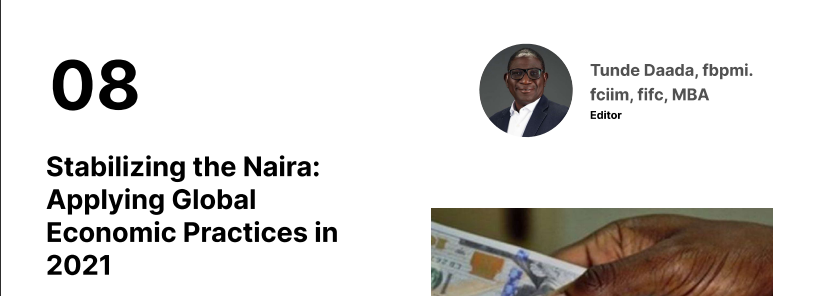 08
Tunde Daada, fbpmi.
fciim, fifc, MBA
Editor
Stabilizing the Naira:
Applying Global
Economic Practices in
2021